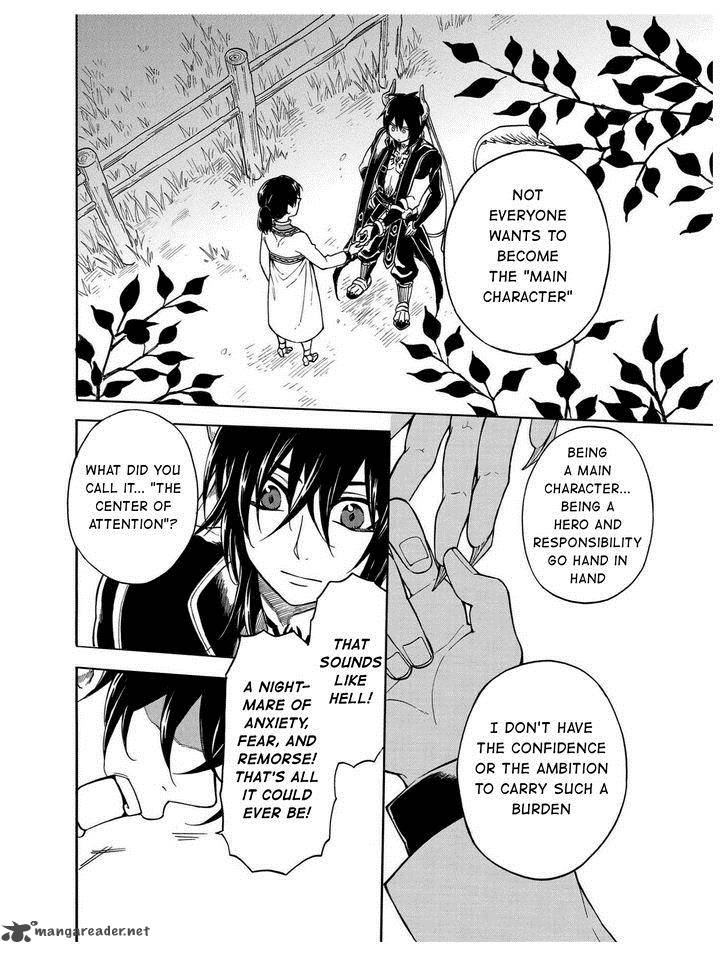 NOT
EVERYONE
WANTS TO
BECOME
THE "MAIN
CHARACTER"
BEING
A MAIN
CHARACTER...
BEING A
HERO AND
RESPONSIBILITY
GO HAND IN
HAND
I DON'T HAVE
THE CONFIDENCE
OR THE AMBITION
TO CARRY SUCH A
BURDEN
WHAT DID YOU
CALL IT... "THE
CENTER OF
ATTENTION"?
THAT
SOUNDS
LIKE
HELL!
A NIGHT-
MARE OF
ANXIETY,
FEAR, AND
REMORSE!
THAT'S ALL
IT COULD
EVER BE!
mangareader.net